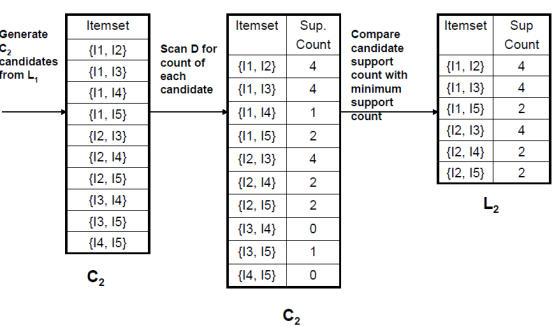 Generate
C2
candidates
from L1
Itemset
{I1, I2}
{I1, I3}
{I1, I4}
{I1, I5}
{I2, I3}
{I2, I4}
{I2, I5}
{I3, I4}
{I3, I5}
{I4, I5}
C2
Scan D for
count of
each
candidate
Itemset Sup.
Count
{I1, I2} 4
{I1, I3} 4
{I1, I4} 1
{I1, I5} 2
{I2, I3} 4
{I2, I4} 2
{I2, I5} 2
{I3, I4} 0
{I3, I5} 1
{I4, I5} 0
C2
Compare
candidate
support
count with
minimum
support
count
Itemset Sup
Count
{I1, I2} 4
{I1, I3} 4
{I1, I5} 2
{I2, I3} 4
{I2, I4} 2
{I2, I5} 2
L2